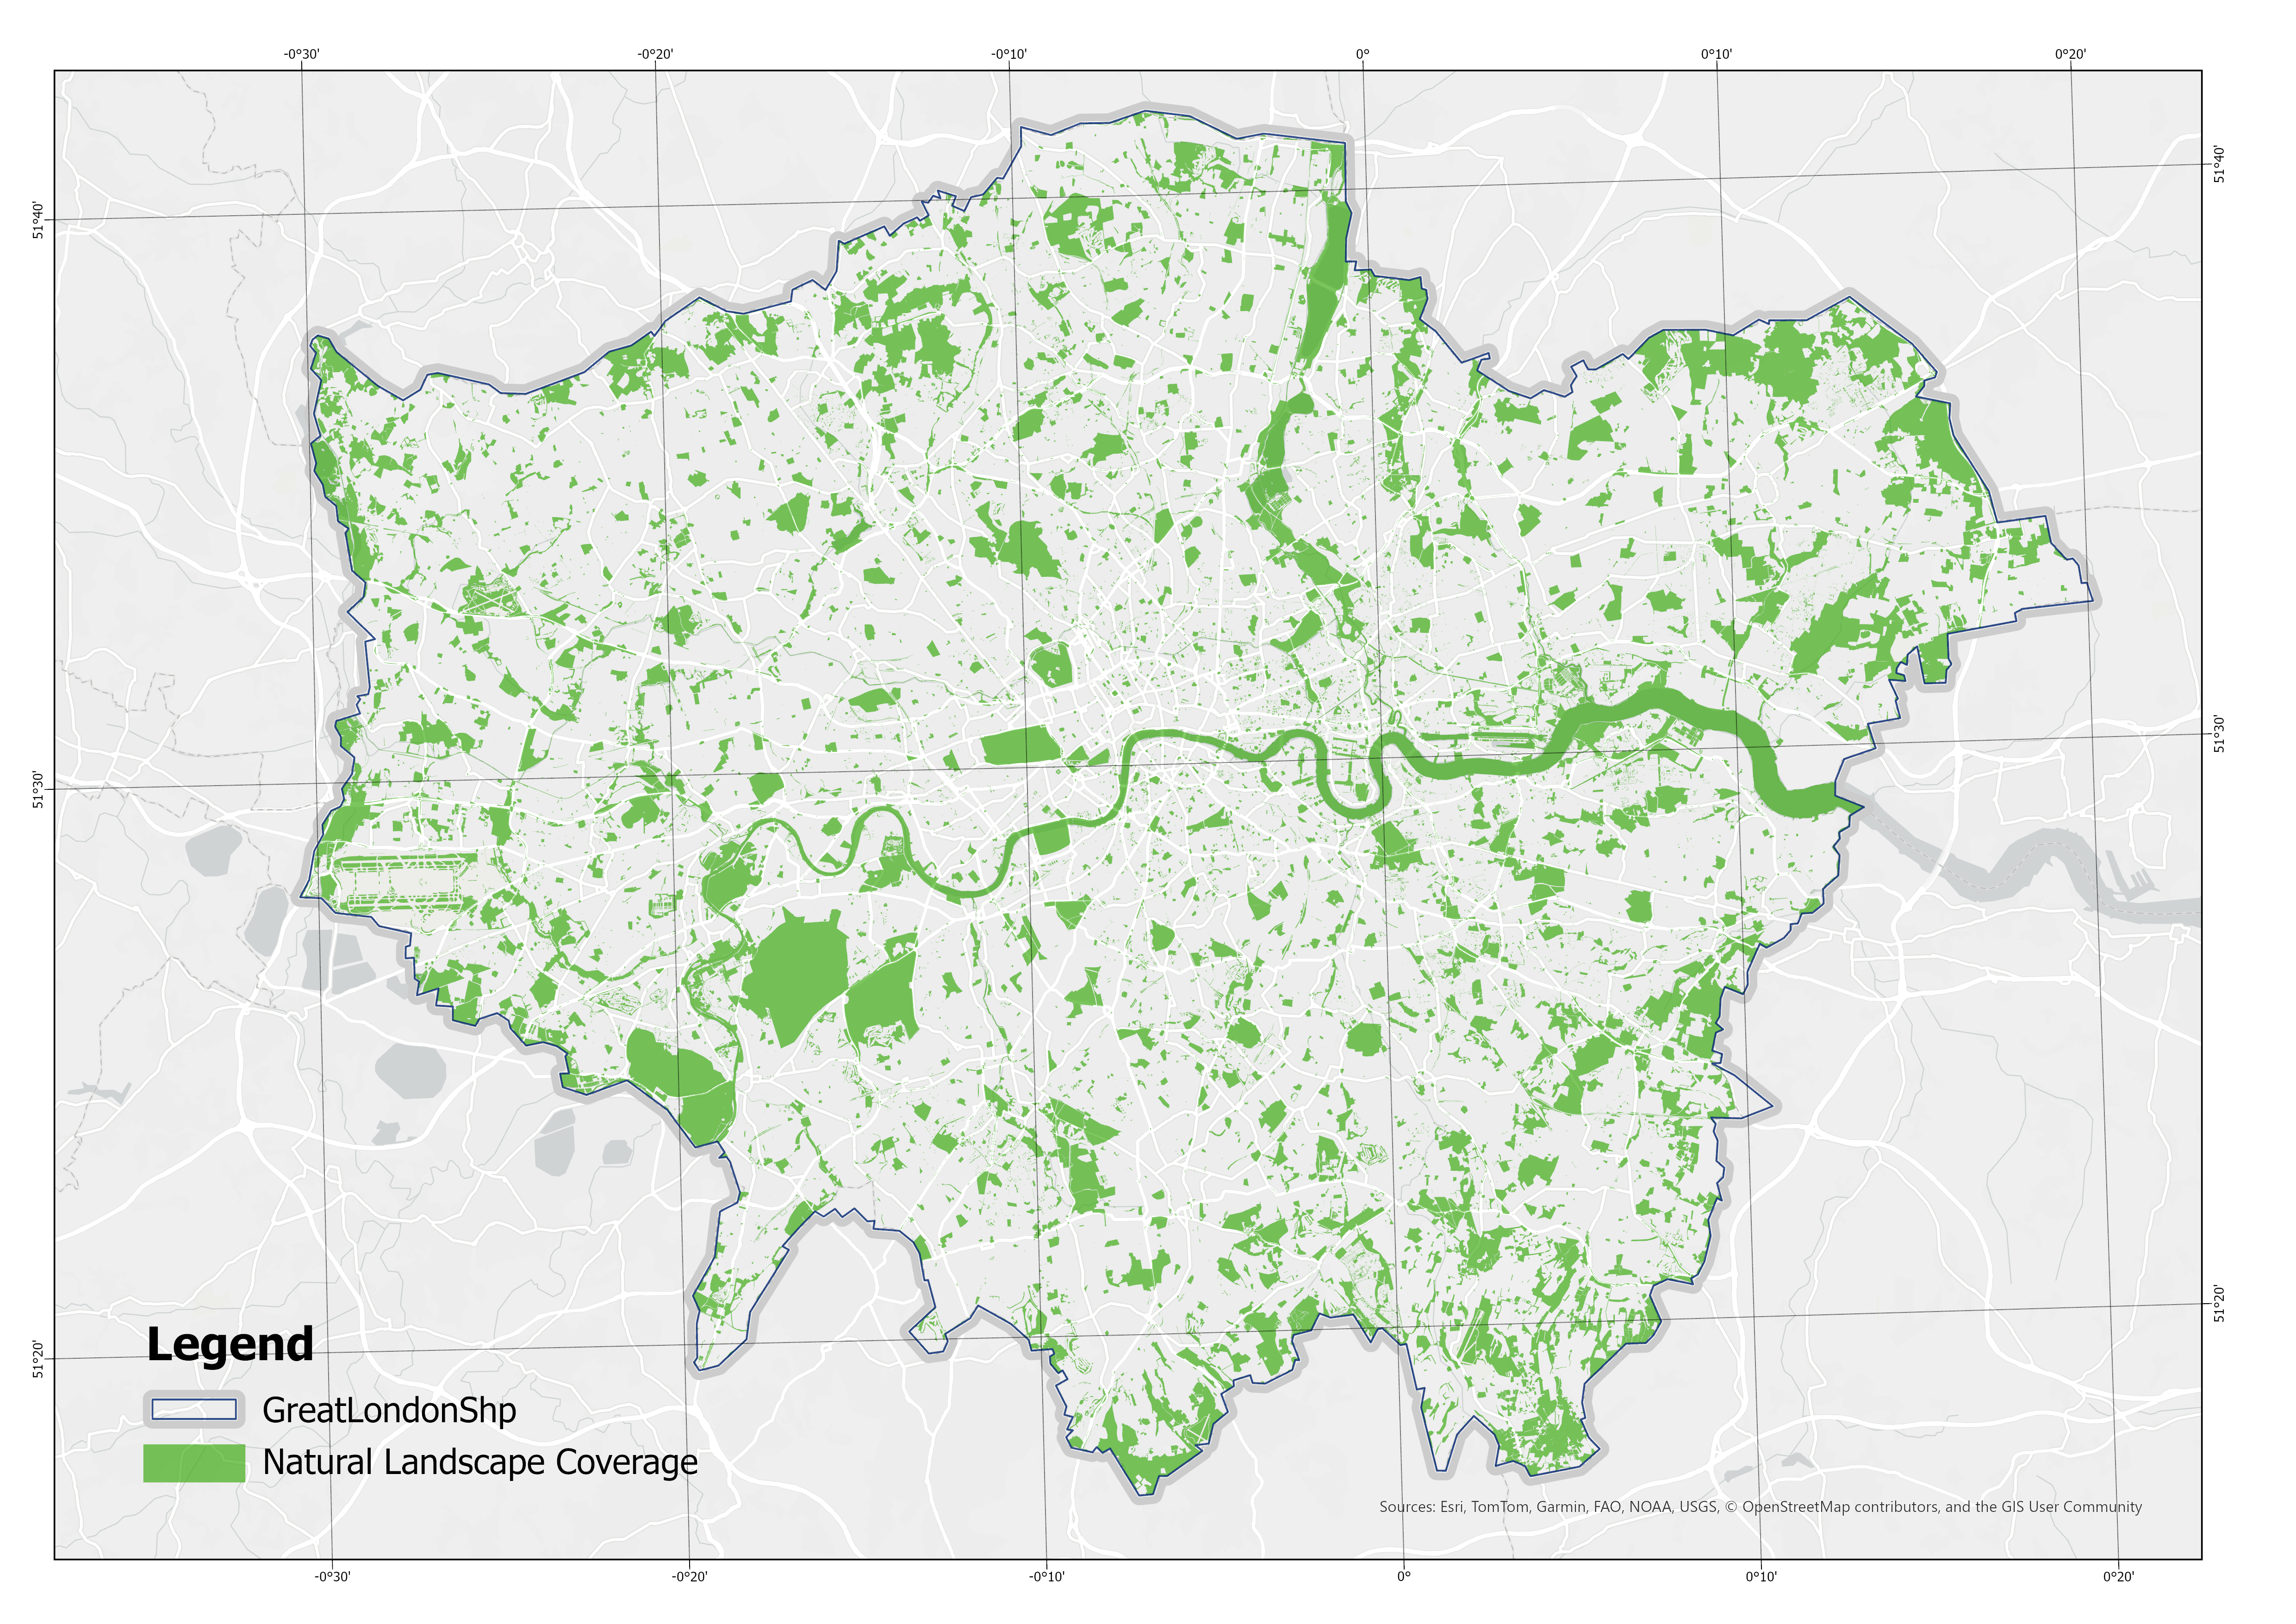 -0°30' -0°20' -0°10' 0° 0°10' 0°20'
51°40' 51°40'
51°30' 51°30'
51°20' 51°20'
Legend
GreatLondonShp
Natural Landscape Coverage
Sources: Esri, TomTom, Garmin, FAO, NOAA, USGS, © OpenStreetMap contributors, and the GIS User Community
-0°30' -0°20' -0°10' 0° 0°10' 0°20'